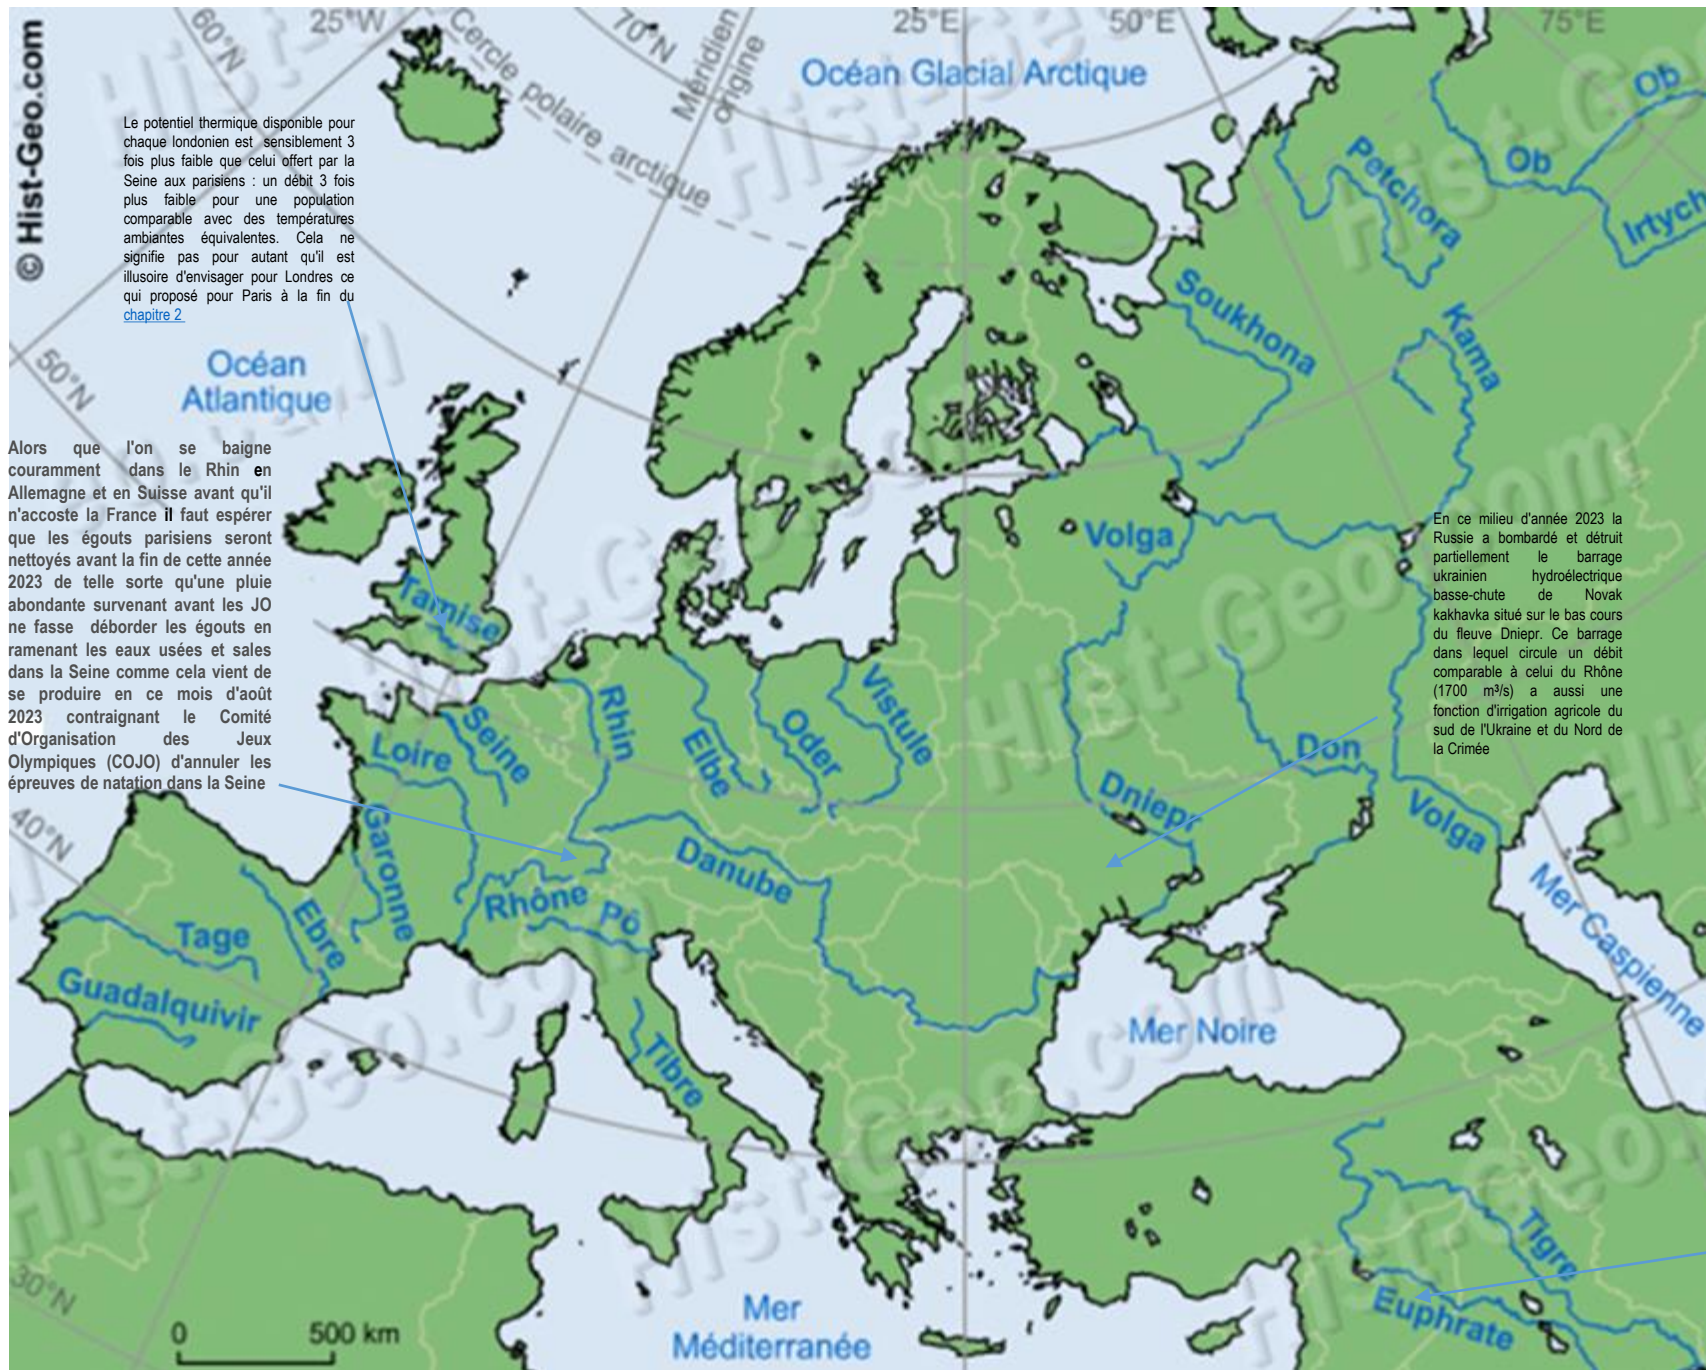 © Hist-Geo.com
60°N
25°W
Cercle polaire arctique
70°N
Méridien
origine
25°E
50°E
75°E
Océan Glacial Arctique
Ob
Ob
Irtych
Petchora
Le potentiel thermique disponible pour
chaque londonien est sensiblement 3
fois plus faible que celui offert par la
Seine aux parisiens : un débit 3 fois
plus faible pour une population
comparable avec des températures
ambiantes équivalentes. Cela ne
signifie pas pour autant qu'il est
illusoire d'envisager pour Londres ce
qui proposé pour Paris à la fin du
chapitre 2
Soukhona
Kama
50°N
Océan
Atlantique
Alors que l'on se baigne
couramment dans le Rhin en
Allemagne et en Suisse avant qu'il
n'accoste la France il faut espérer
que les égouts parisiens seront
nettoyés avant la fin de cette année
2023 de telle sorte qu'une pluie
abondante survenant avant les JO
ne fasse déborder les égouts en
ramenant les eaux usées et sales
dans la Seine comme cela vient de
se produire en ce mois d'août
2023 contraignant le Comité
d'Organisation des Jeux
Olympiques (COJO) d'annuler les
épreuves de natation dans la Seine
Volga
En ce milieu d'année 2023 la
Russie a bombardé et détruit
partiellement le barrage
ukrainien hydroélectrique
basse-chute de Novak
kakhavka situé sur le bas cours
du fleuve Dniepr. Ce barrage
dans lequel circule un débit
comparable à celui du Rhône
(1700 m³/s) a aussi une
fonction d'irrigation agricole du
sud de l'Ukraine et du Nord de
la Crimée
Tamise
Rhin
Seine
Loire
Elbe
Oder
Vistule
Don
Dniepr
Volga
Garonne
Danube
40°N
Rhône
Pô
Tage
Ebre
Guadalquivir
Tibre
Mer Noire
Mer Caspienne
Tigre
Euphrate
30°N
0 500 km
Mer
Méditerranée
Hist-Geo.com
Hist-Geo.com
Hist-Geo.com
Hist-Geo.com